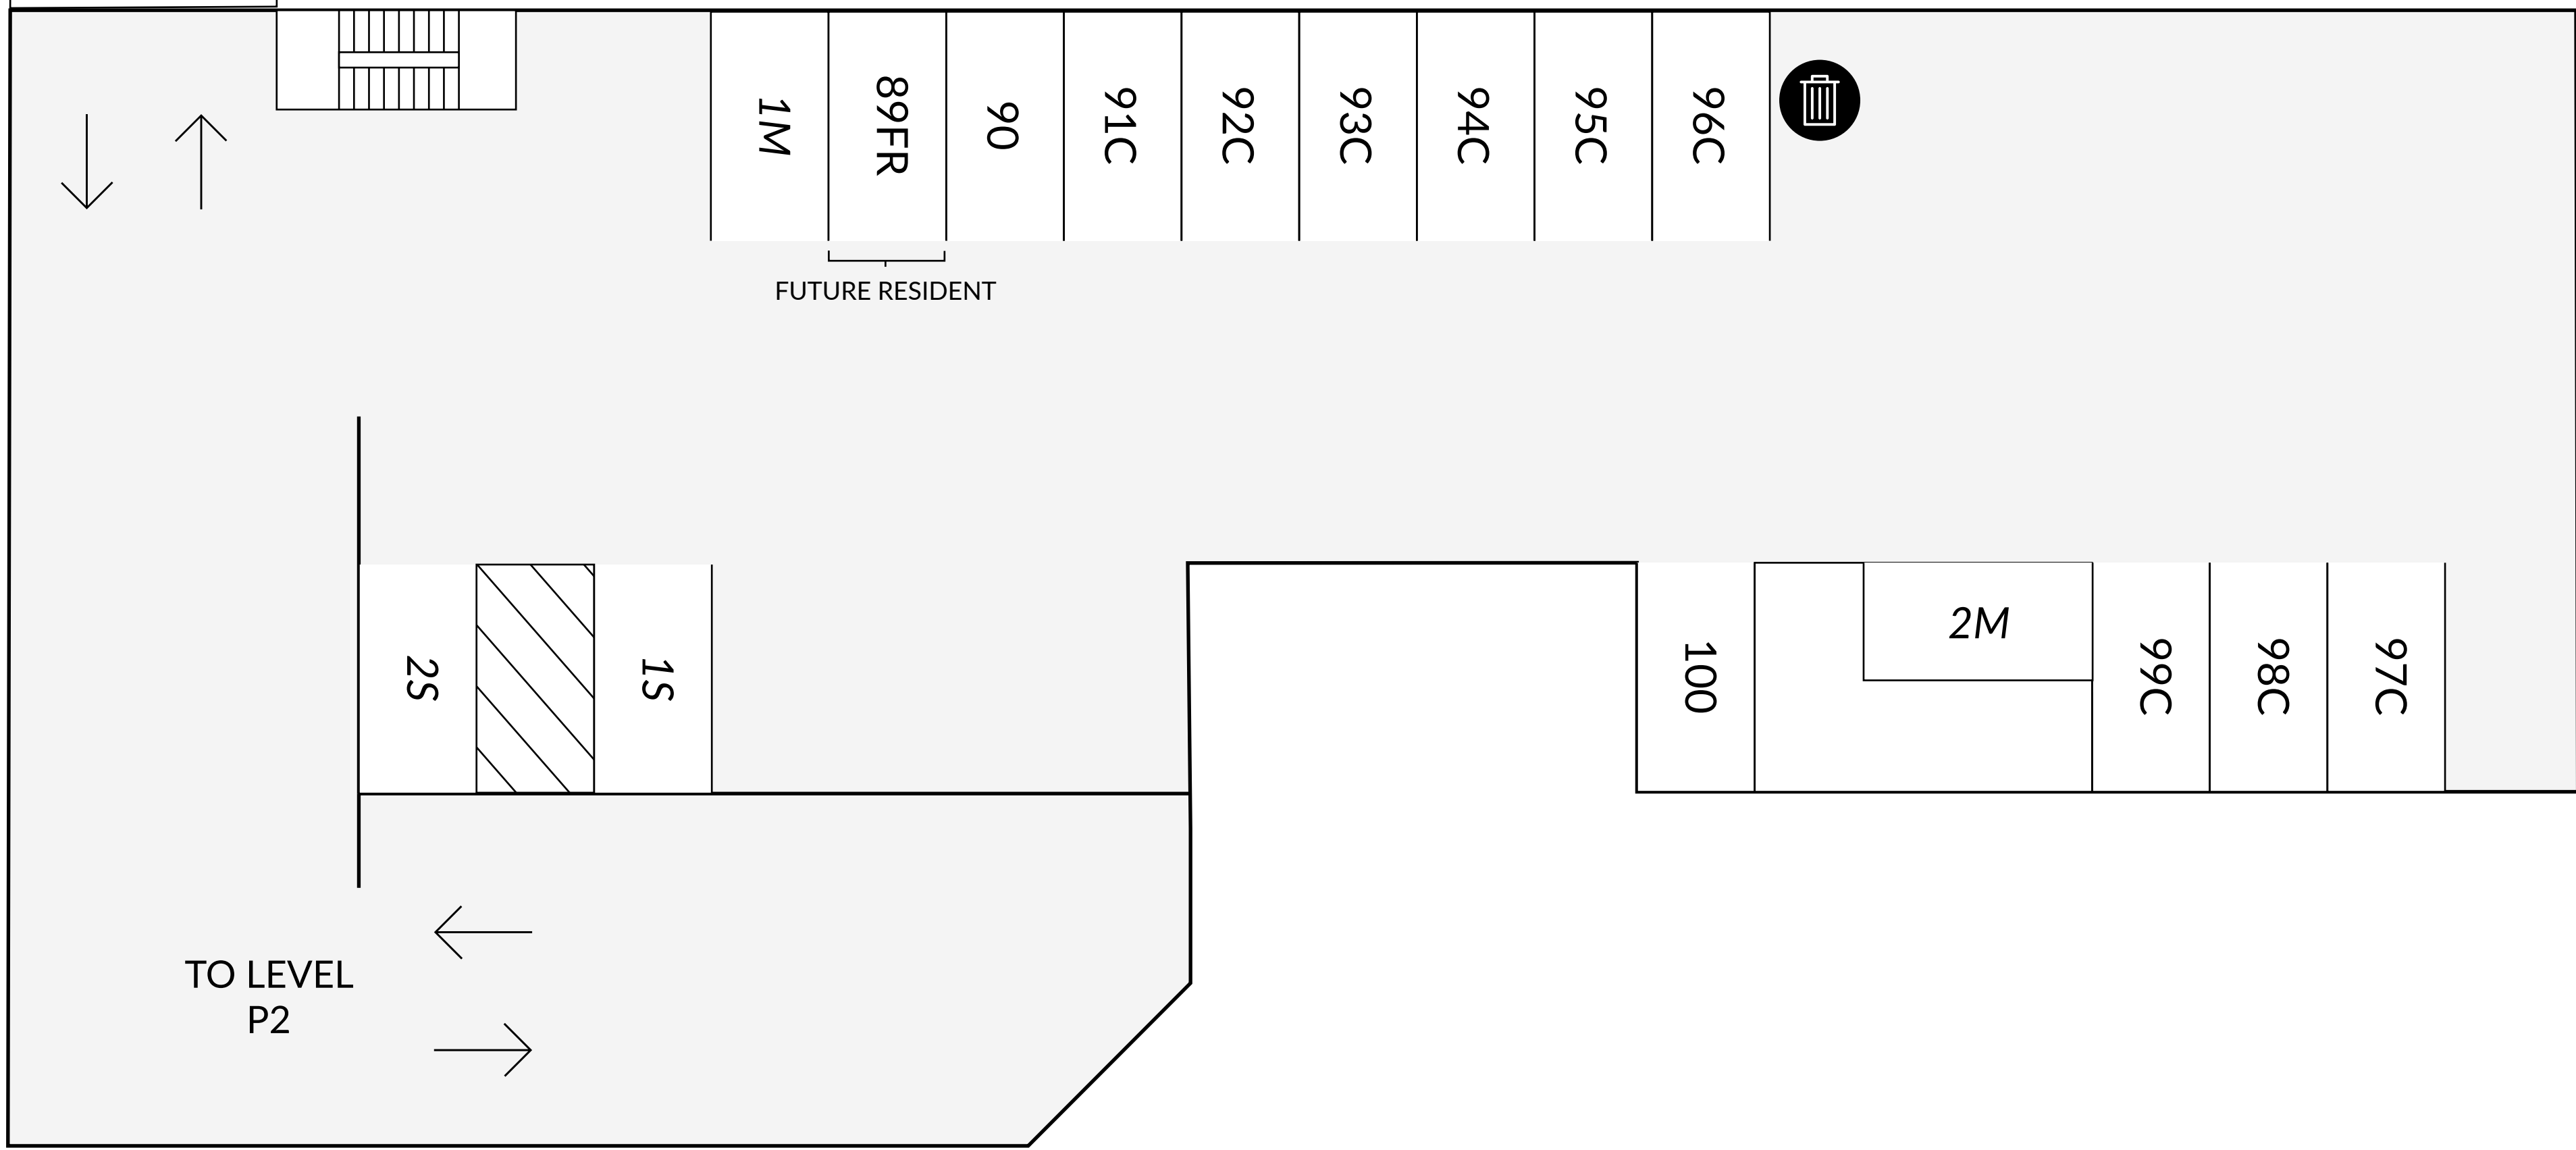 1M
89FR
90
91C
92C
93C
94C
95C
96C
FUTURE RESIDENT
2S
1S
100
2M
99C
98C
97C
TO LEVEL
P2